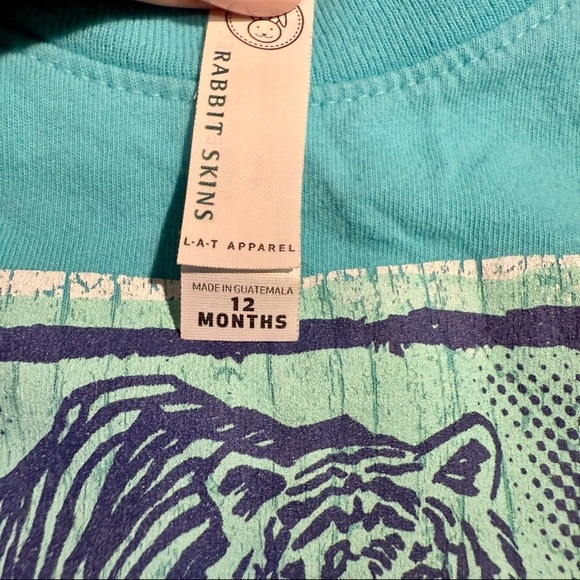 RABBIT SKINS
L·A·T APPAREL
MADE IN GUATEMALA
12
MONTHS